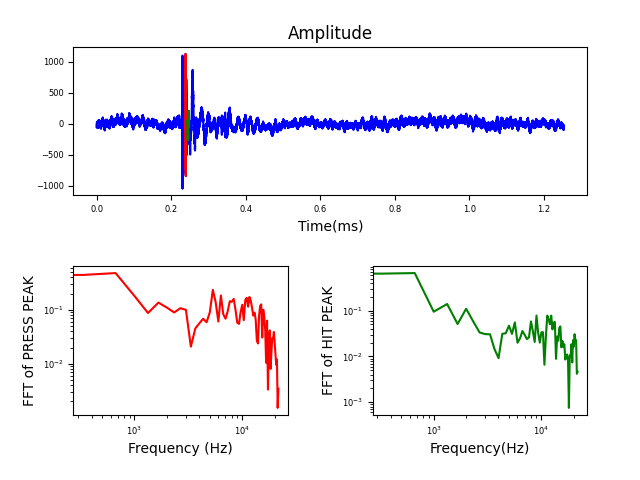 Amplitude
1000
500
0
−500
−1000
0.0 0.2 0.4 0.6 0.8 1.0 1.2
Time(ms)
FFT of PRESS PEAK
10⁻¹
10⁻²
10³ 10⁴
Frequency (Hz)
FFT of HIT PEAK
10⁻¹
10⁻²
10⁻³
10³ 10⁴
Frequency(Hz)